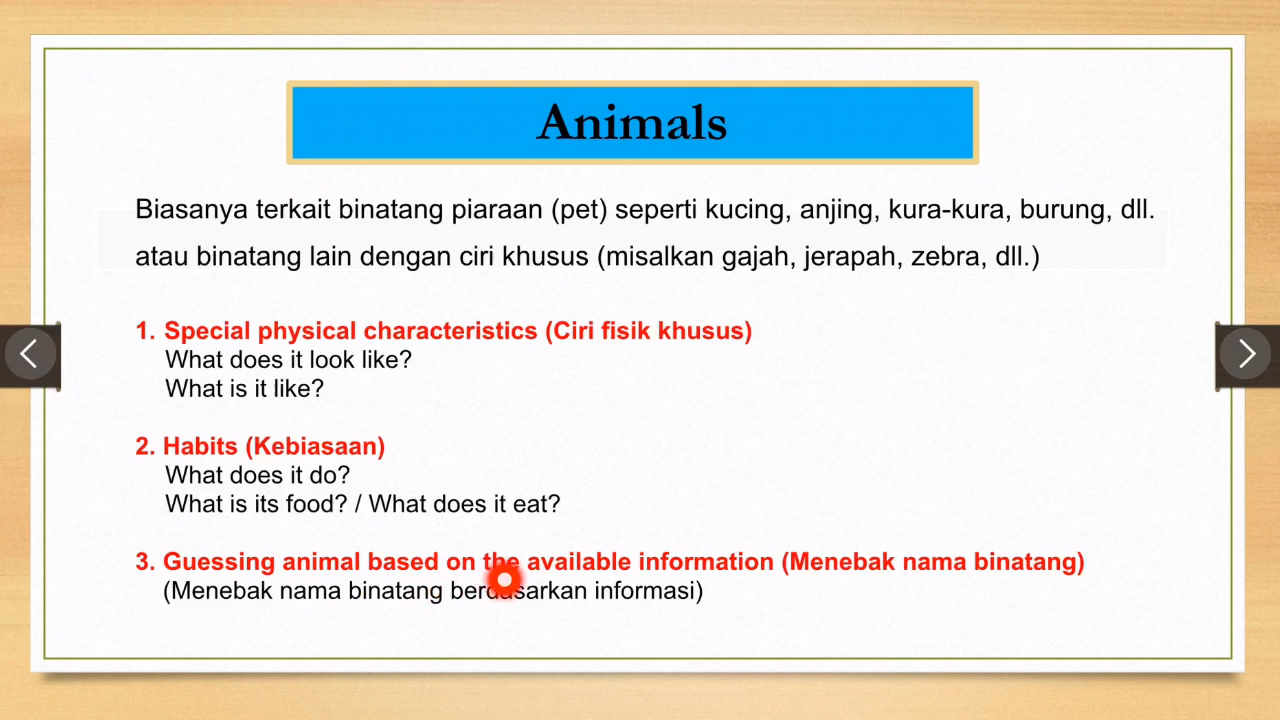 Animals
Biasanya terkait binatang piaraan (pet) seperti kucing, anjing, kura-kura, burung, dll.
atau binatang lain dengan ciri khusus (misalkan gajah, jerapah, zebra, dll.)
1. Special physical characteristics (Ciri fisik khusus)
What does it look like?
What is it like?
2. Habits (Kebiasaan)
What does it do?
What is its food? / What does it eat?
3. Guessing animal based on the available information (Menebak nama binatang)
(Menebak nama binatang berdasarkan informasi)